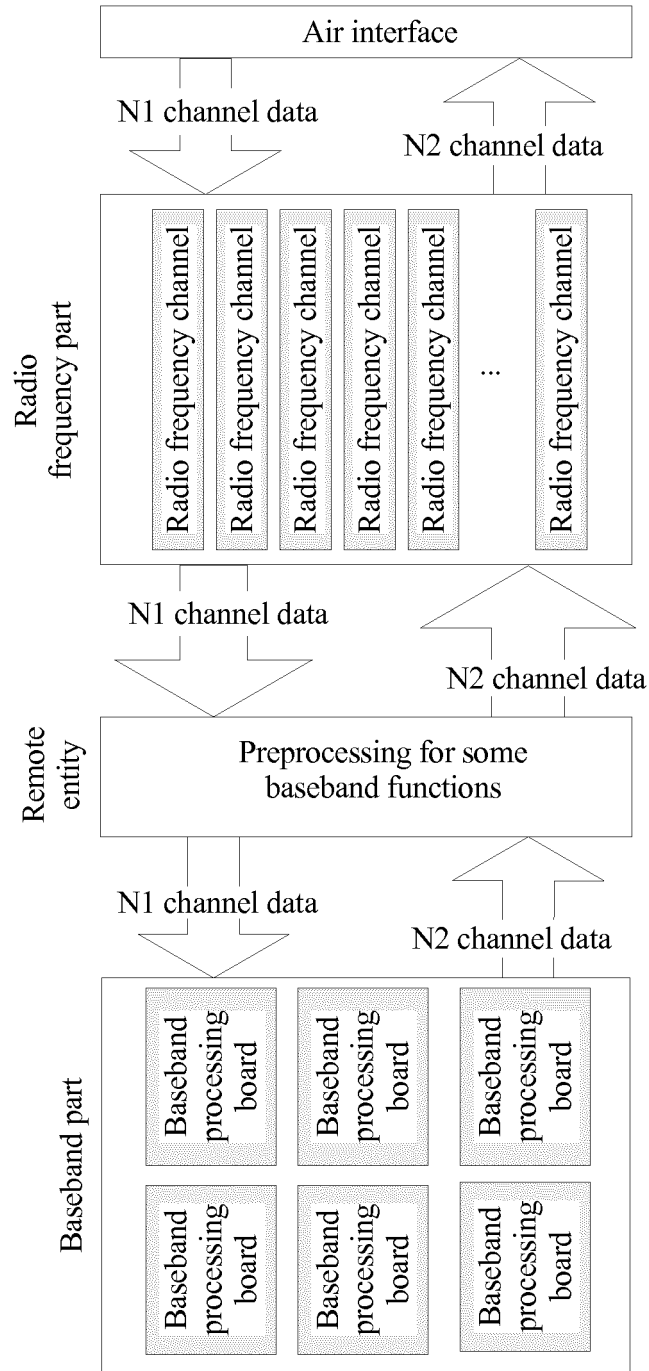 Air interface
N1 channel data
N2 channel data
Radio
frequency part
Radio frequency channel
Radio frequency channel
Radio frequency channel
Radio frequency channel
Radio frequency channel
...
Radio frequency channel
N1 channel data
N2 channel data
Remote
entity
Preprocessing for some
baseband functions
N1 channel data
N2 channel data
Baseband part
Baseband
processing
board
Baseband
processing
board
Baseband
processing
board
Baseband
processing
board
Baseband
processing
board
Baseband
processing
board